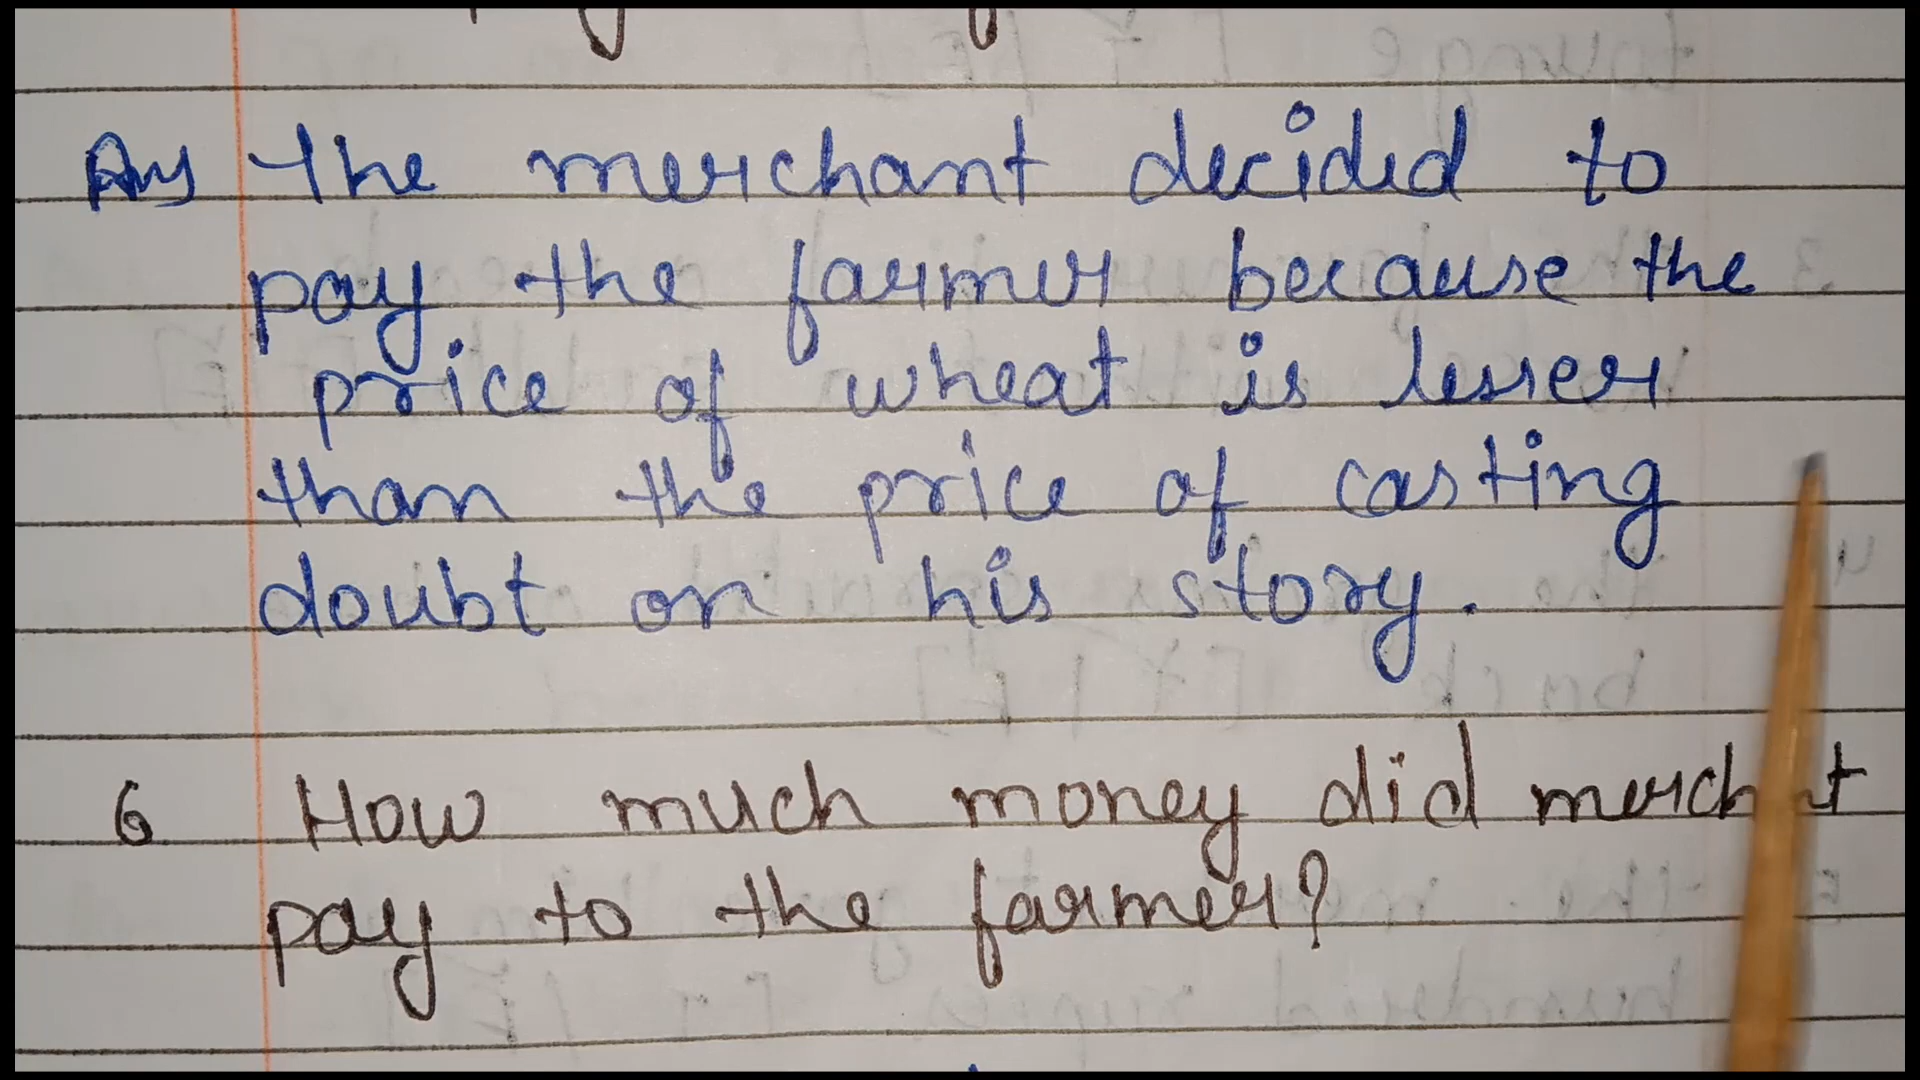 Ans The merchant decided to
pay the farmer because the
price of wheat is lesser
than the price of casting
doubt on his story.
6 How much money did
pay to the farmer?